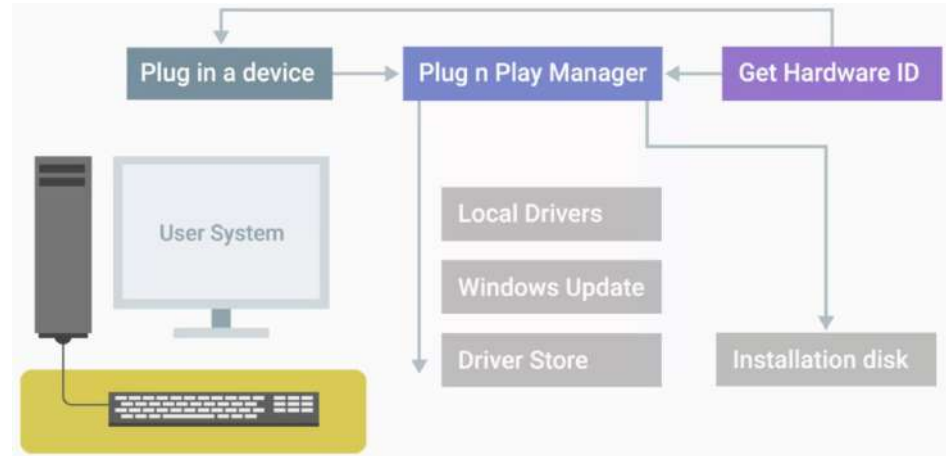 Plug in a device
Plug n Play Manager
Get Hardware ID
User System
Local Drivers
Windows Update
Driver Store
Installation disk